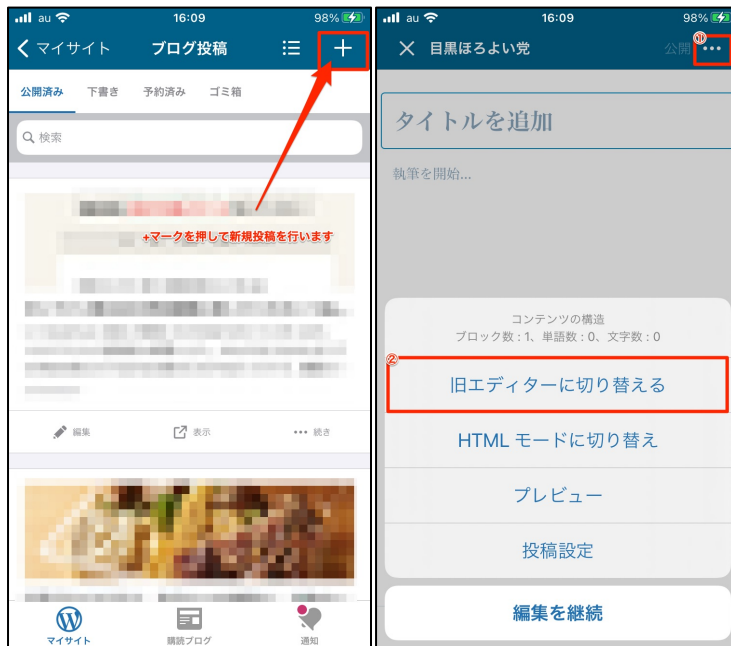 au 16:09 98%
マイサイト ブログ投稿
公開済み 下書き 予約済み ゴミ箱
検索
+マークを押して新規投稿を行います
編集 表示 ••• 続き
マイサイト 購読ブログ 通知
au 16:09 98%
① 
× 目黒ほろよい党 公開 •••
タイトルを追加
執筆を開始...
コンテンツの構造
ブロック数:1、単語数:0、文字数:0
②
旧エディターに切り替える
HTML モードに切り替え
プレビュー
投稿設定
編集を継続